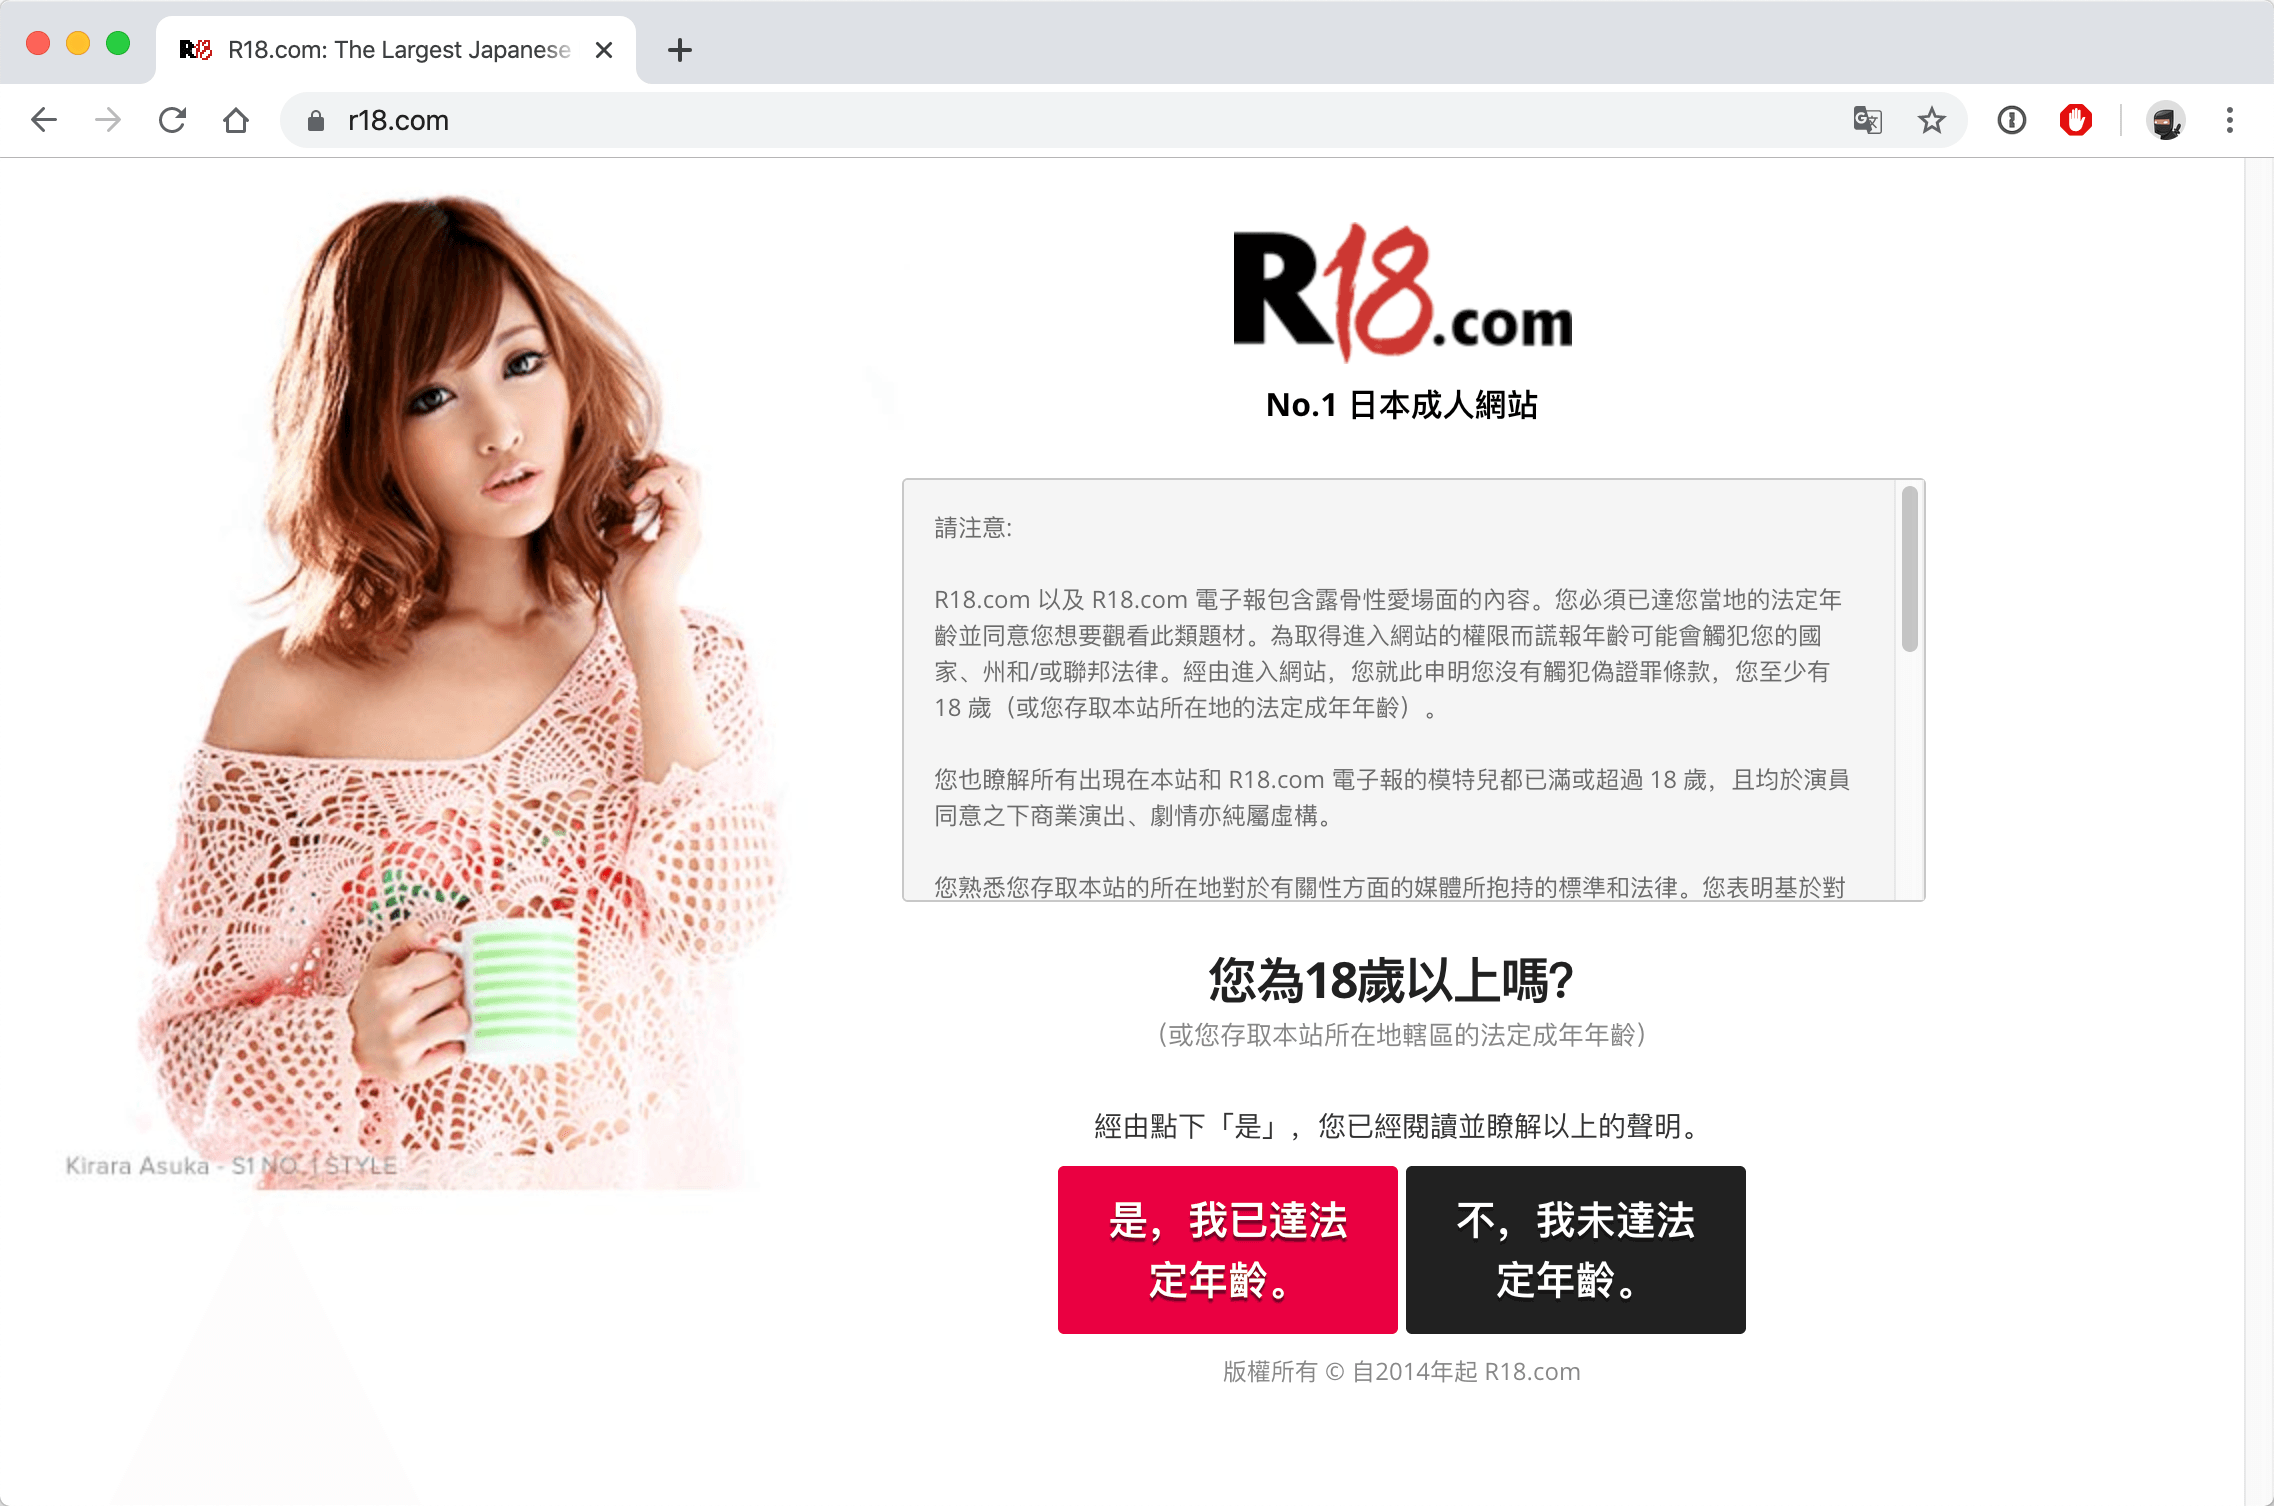 R18 R18.com: The Largest Japanese
r18.com
R18.com
No.1 日本成人網站
請注意:
R18.com 以及 R18.com 電子報包含露骨性愛場面的內容。您必須已達您當地的法定年
齡並同意您想要觀看此類題材。為取得進入網站的權限而謊報年齡可能會觸犯您的國
家、州和/或聯邦法律。經由進入網站，您就此申明您沒有觸犯偽證罪條款，您至少有
18 歲（或您存取本站所在地的法定成年年齡）。
您也瞭解所有出現在本站和 R18.com 電子報的模特兒都已滿或超過 18 歲，且均於演員
同意之下商業演出、劇情亦純屬虛構。
您熟悉您存取本站的所在地對於有關性方面的媒體所抱持的標準和法律。您表明基於對
您為18歲以上嗎?
（或您存取本站所在地轄區的法定成年年齡）
經由點下「是」，您已經閱讀並瞭解以上的聲明。
Kirara Asuka - S1 NO. 1 STYLE
是，我已達法
定年齡。
不，我未達法
定年齡。
版權所有 © 自2014年起 R18.com